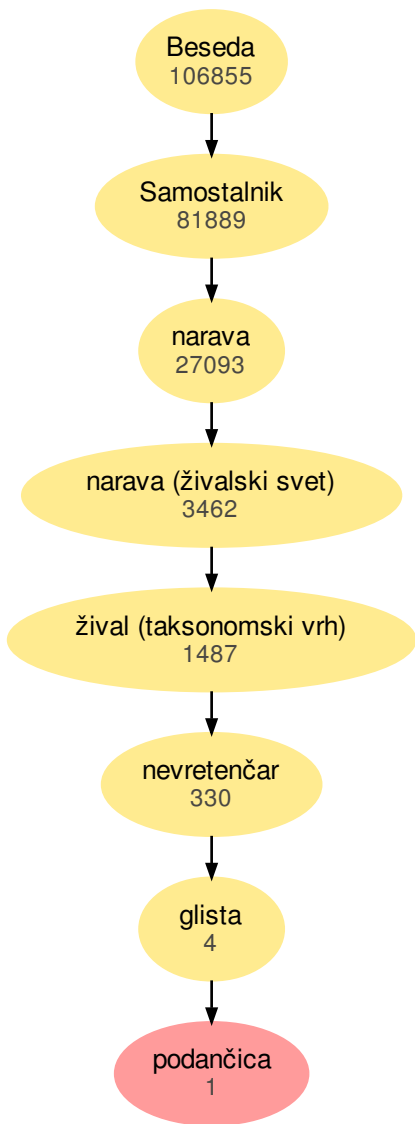 Beseda
106855
Samostalnik
81889
narava
27093
narava (živalski svet)
3462
žival (taksonomski vrh)
1487
nevretenčar
330
glista
4
podančica
1